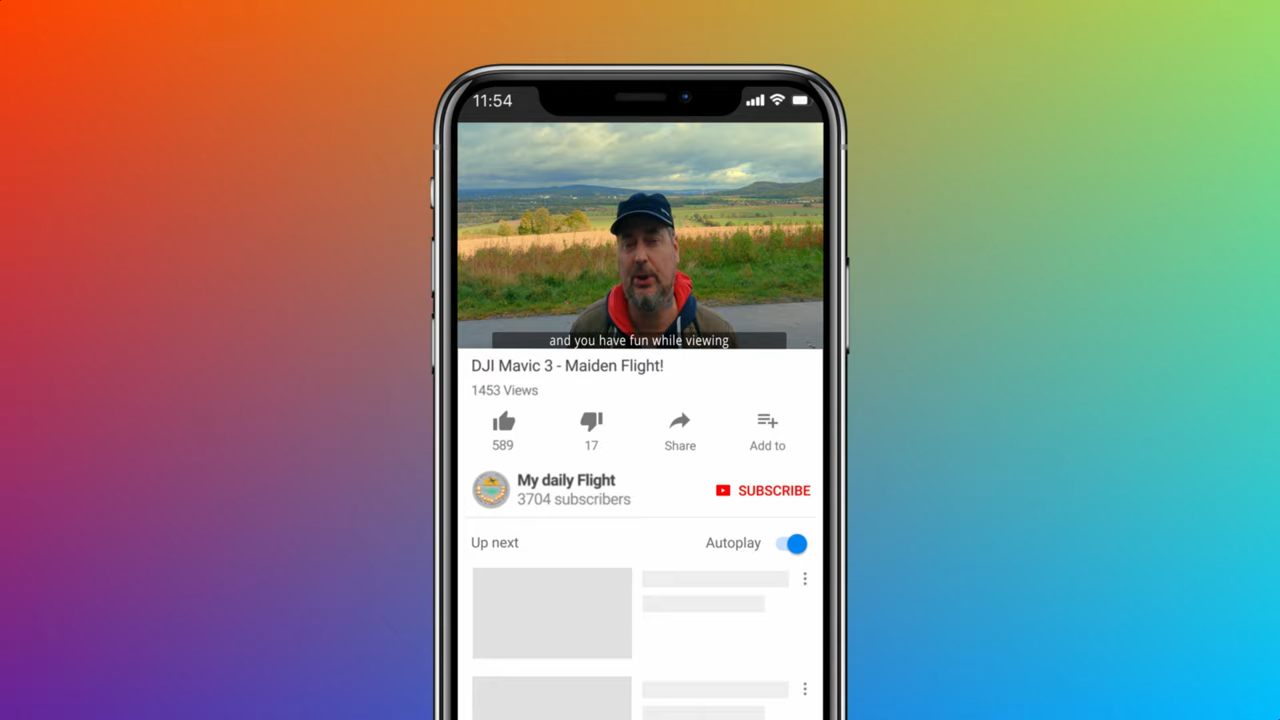 11:54
and you have fun while viewing
DJI Mavic 3 - Maiden Flight!
1453 Views
589
17
Share
Add to
My daily Flight
3704 subscribers
SUBSCRIBE
Up next
Autoplay